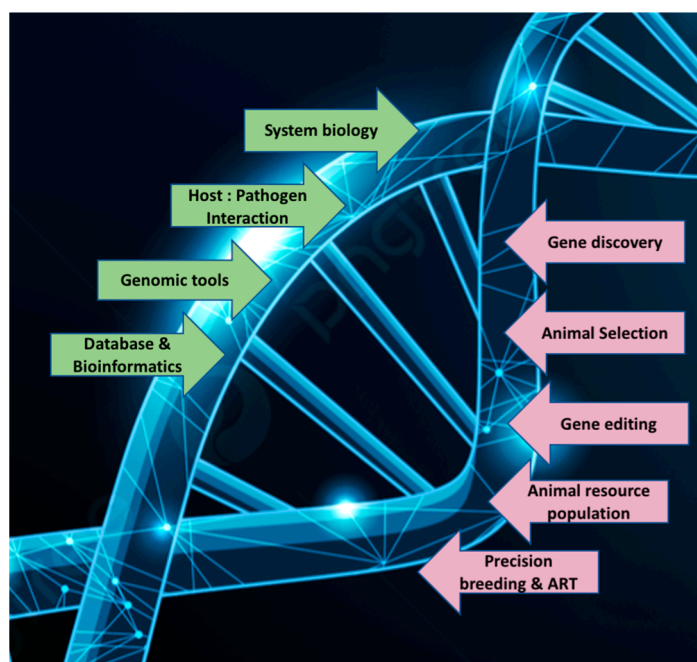 System biology
Host : Pathogen
Interaction
Genomic tools
Database &
Bioinformatics
Gene discovery
Animal Selection
Gene editing
Animal resource
population
Precision
breeding & ART